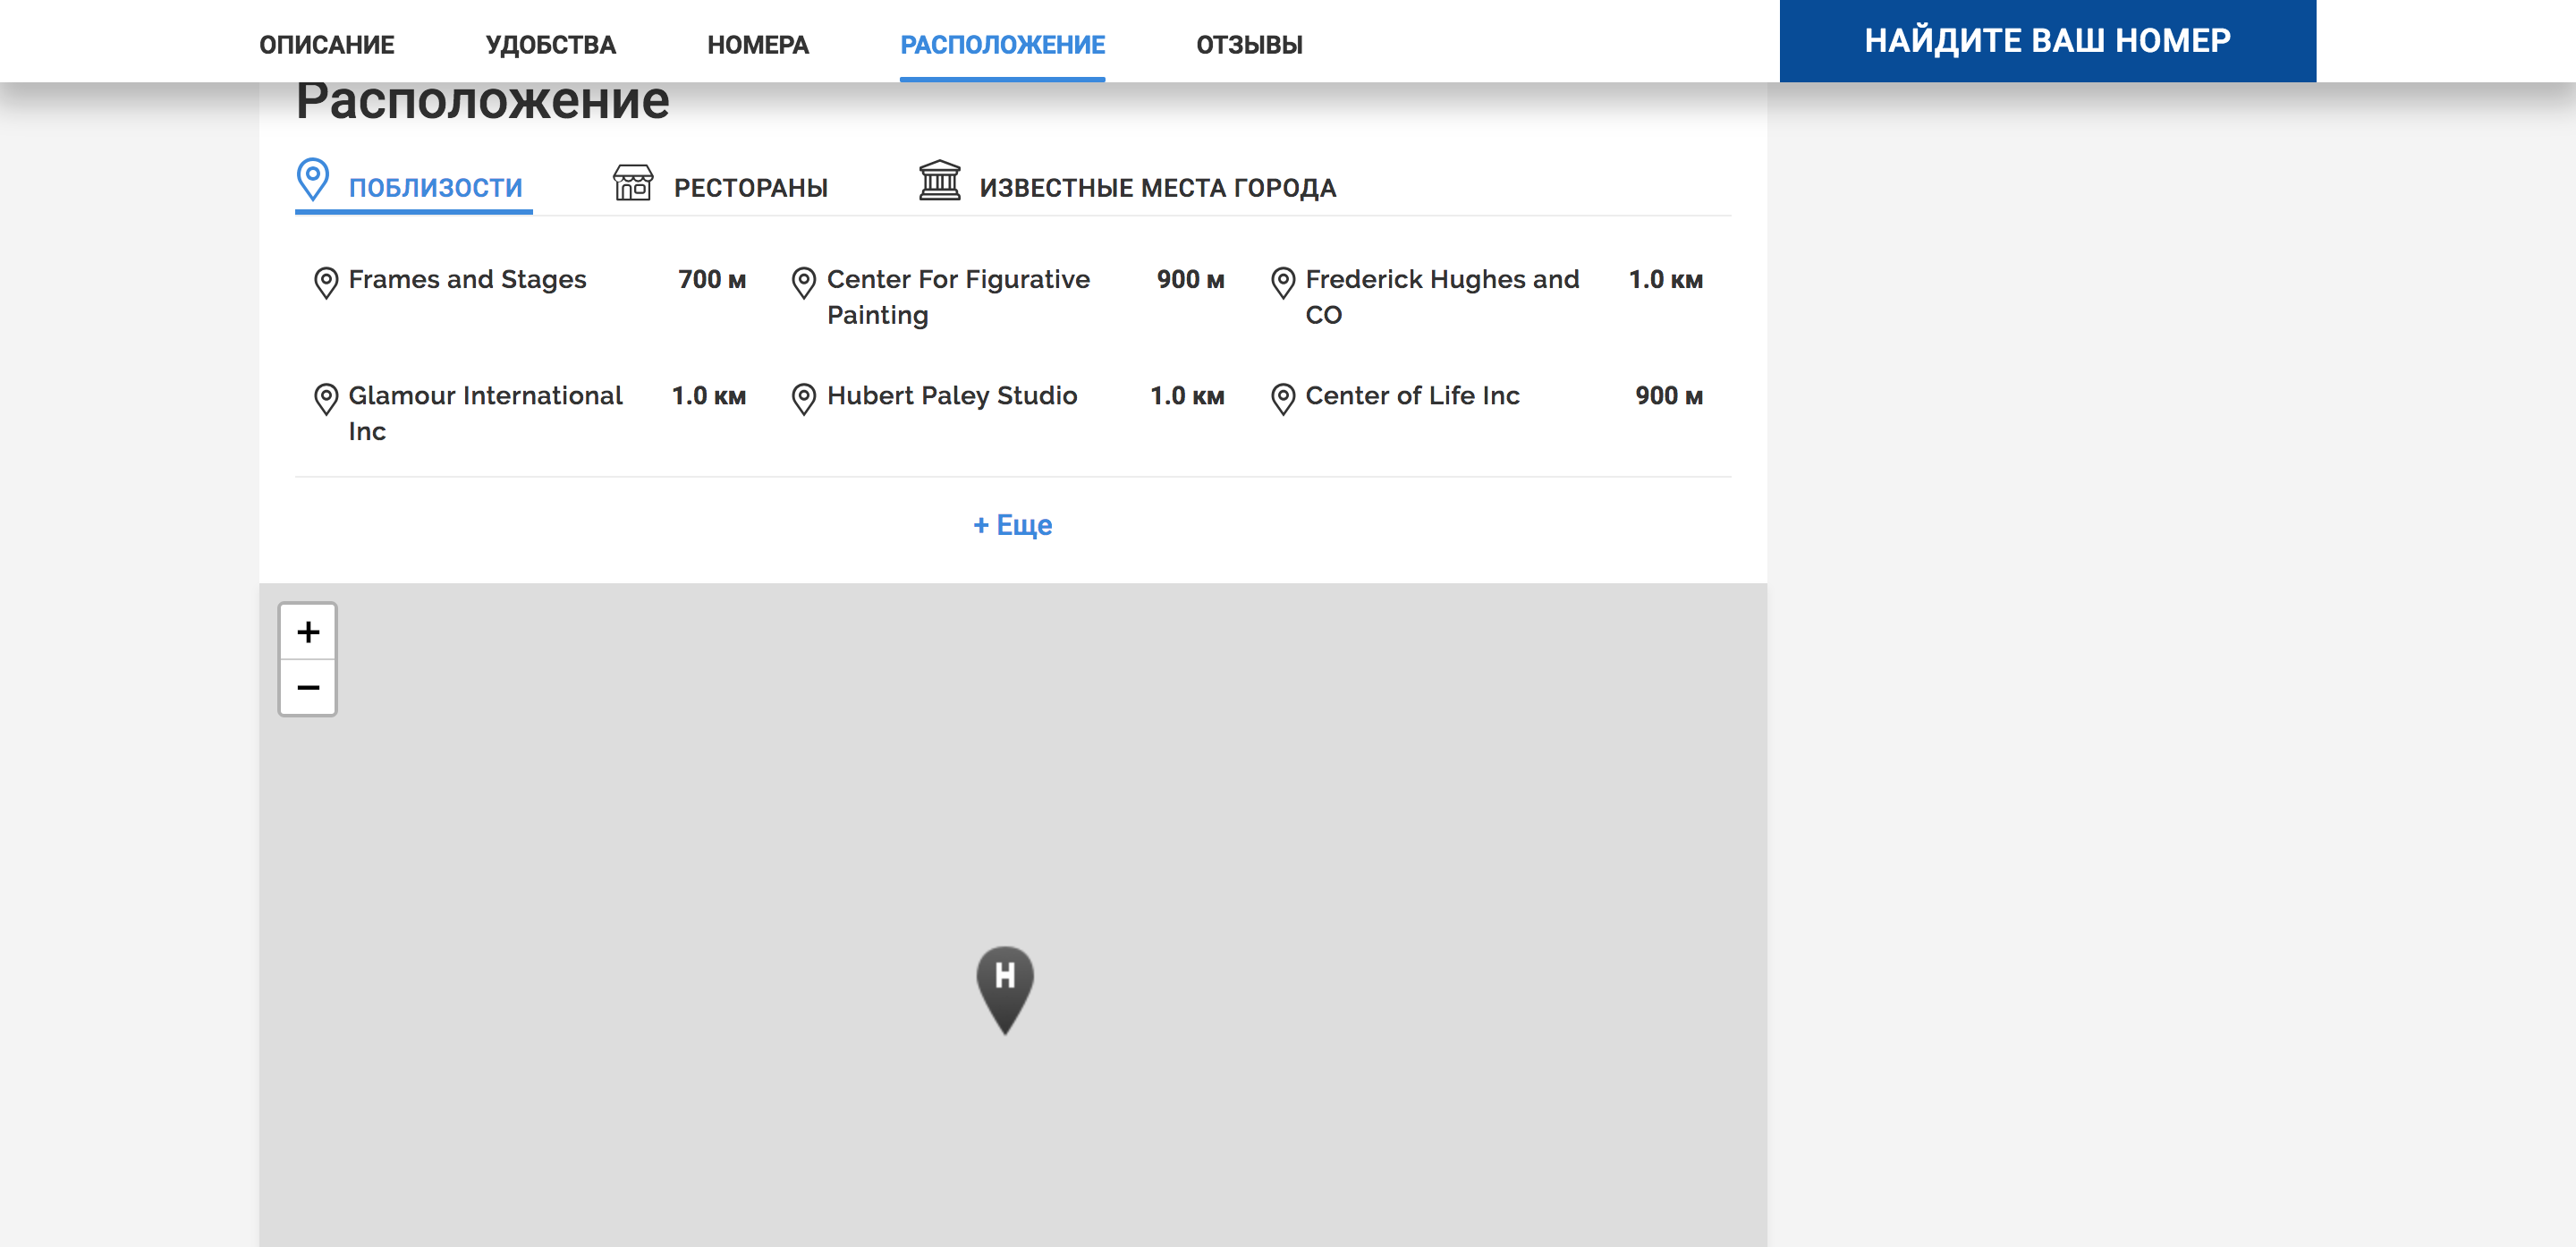 ОПИСАНИЕ УДОБСТВА НОМЕРА РАСПОЛОЖЕНИЕ ОТЗЫВЫ НАЙДИТЕ ВАШ НОМЕР
Расположение
ПОБЛИЗОСТИ РЕСТОРАНЫ ИЗВЕСТНЫЕ МЕСТА ГОРОДА
Frames and Stages 700 м
Center For Figurative 900 м
Painting
Frederick Hughes and 1.0 км
CO
Glamour International 1.0 км
Inc
Hubert Paley Studio 1.0 км
Center of Life Inc 900 м
+ Еще
+
−
H